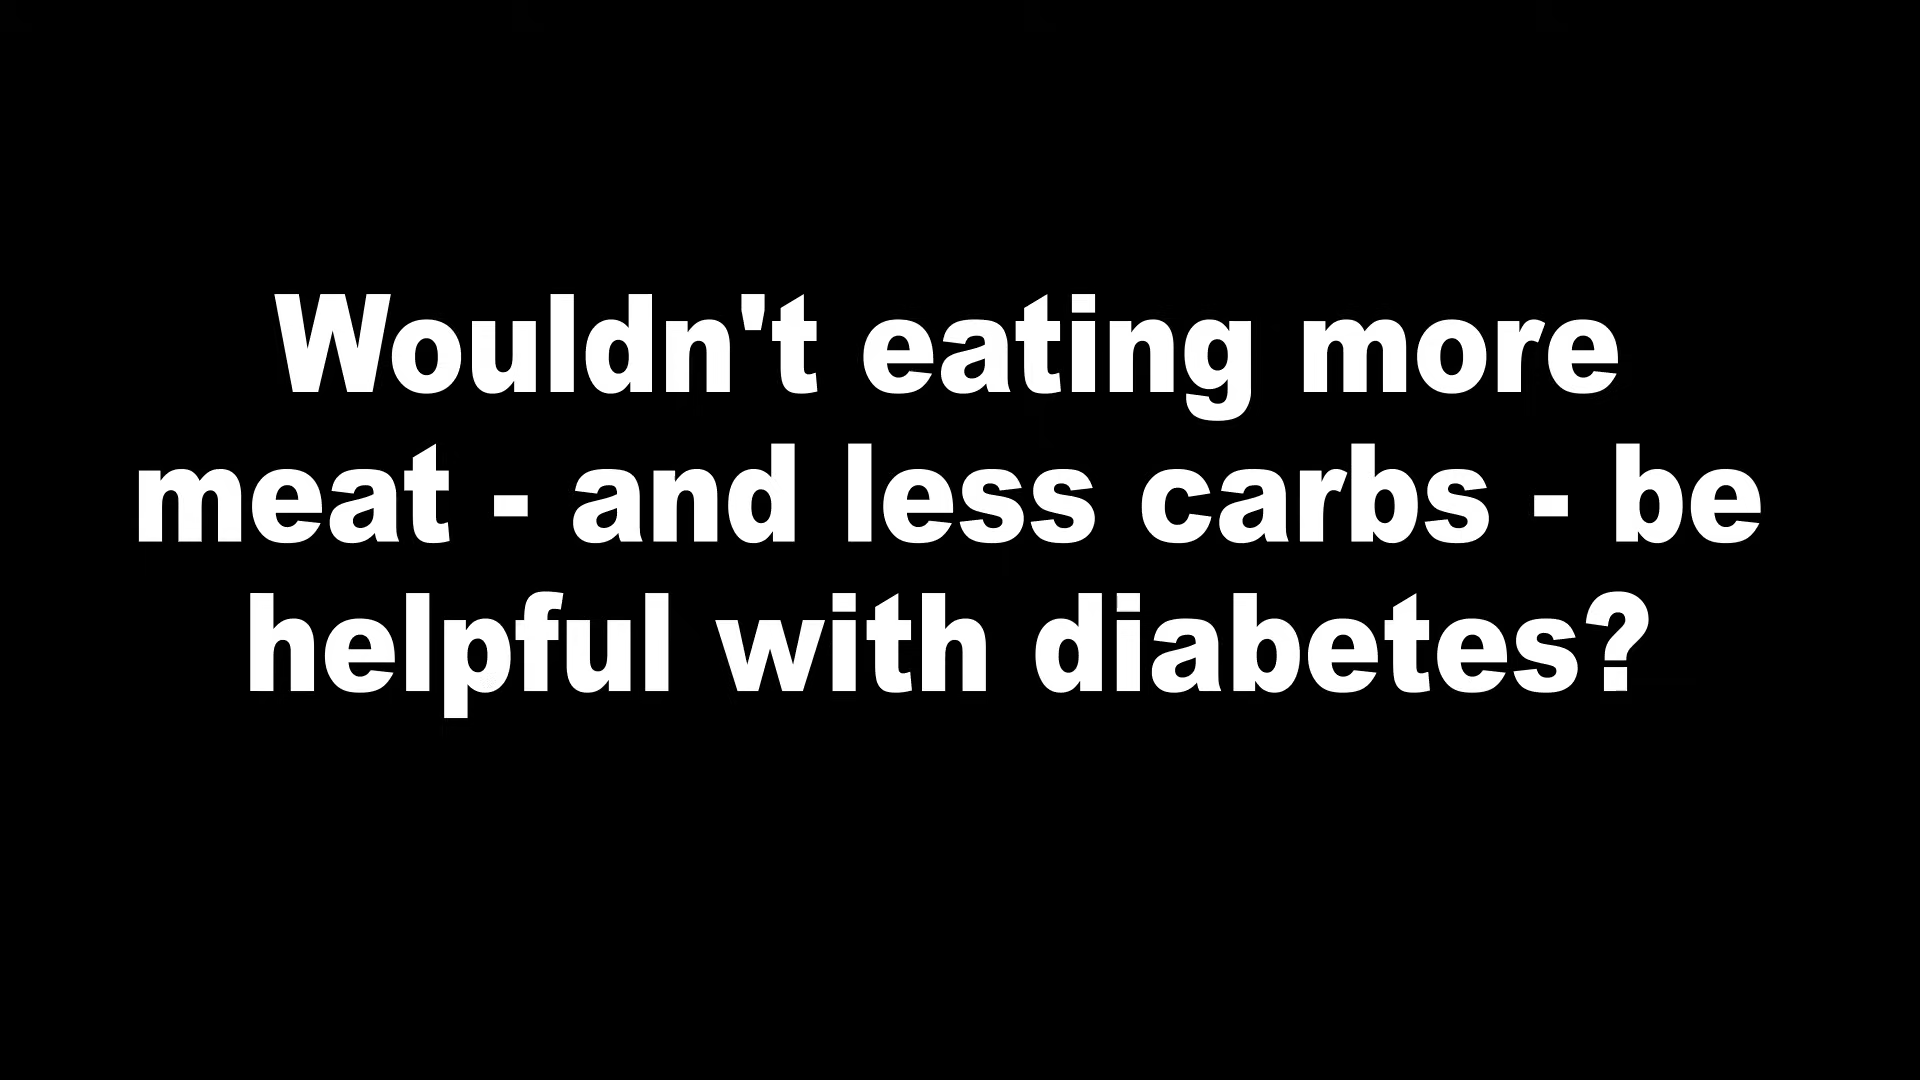 Wouldn't eating more
meat - and less carbs - be
helpful with diabetes?